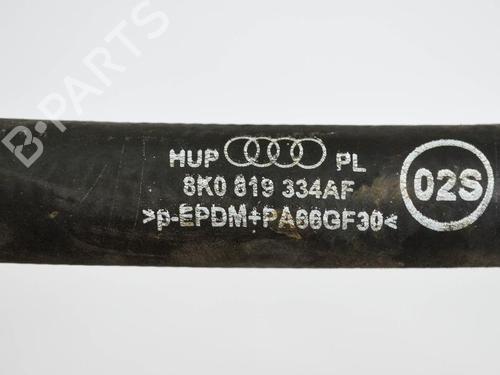 B-PARTS
HUP PL
8K0 819 334AF
>p-EPDM+PA66GF30<
02S